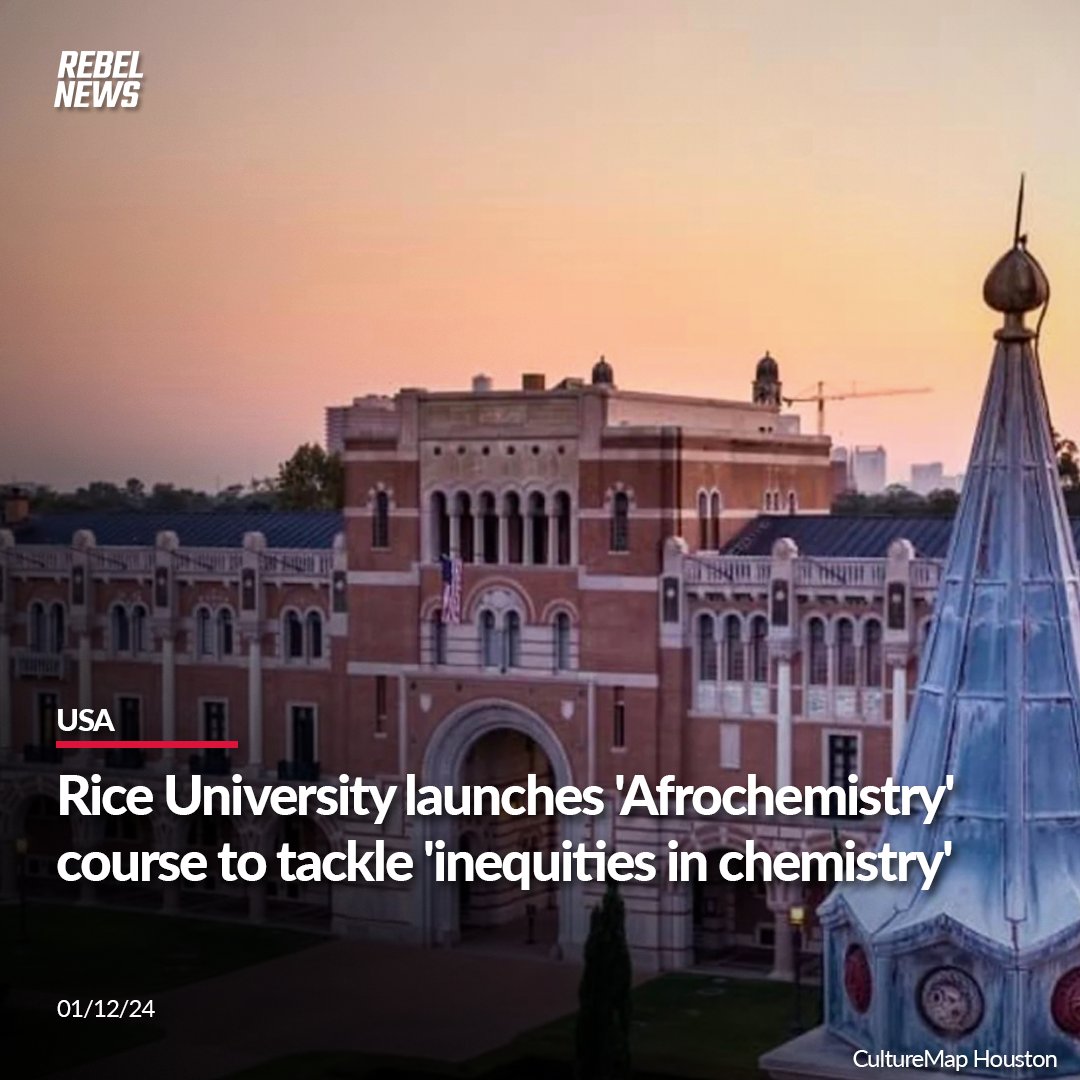 REBEL
NEWS
USA
Rice University launches 'Afrochemistry'
course to tackle 'inequities in chemistry'
01/12/24
CultureMap Houston